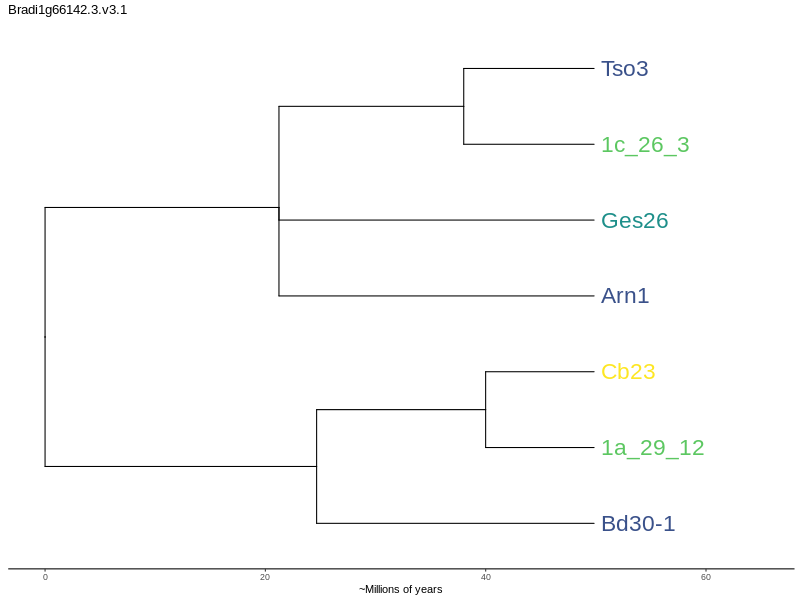 Bradi1g66142.3.v3.1
Tso3
1c_26_3
Ges26
Arn1
Cb23
1a_29_12
Bd30-1
0 20 40 60
~Millions of years